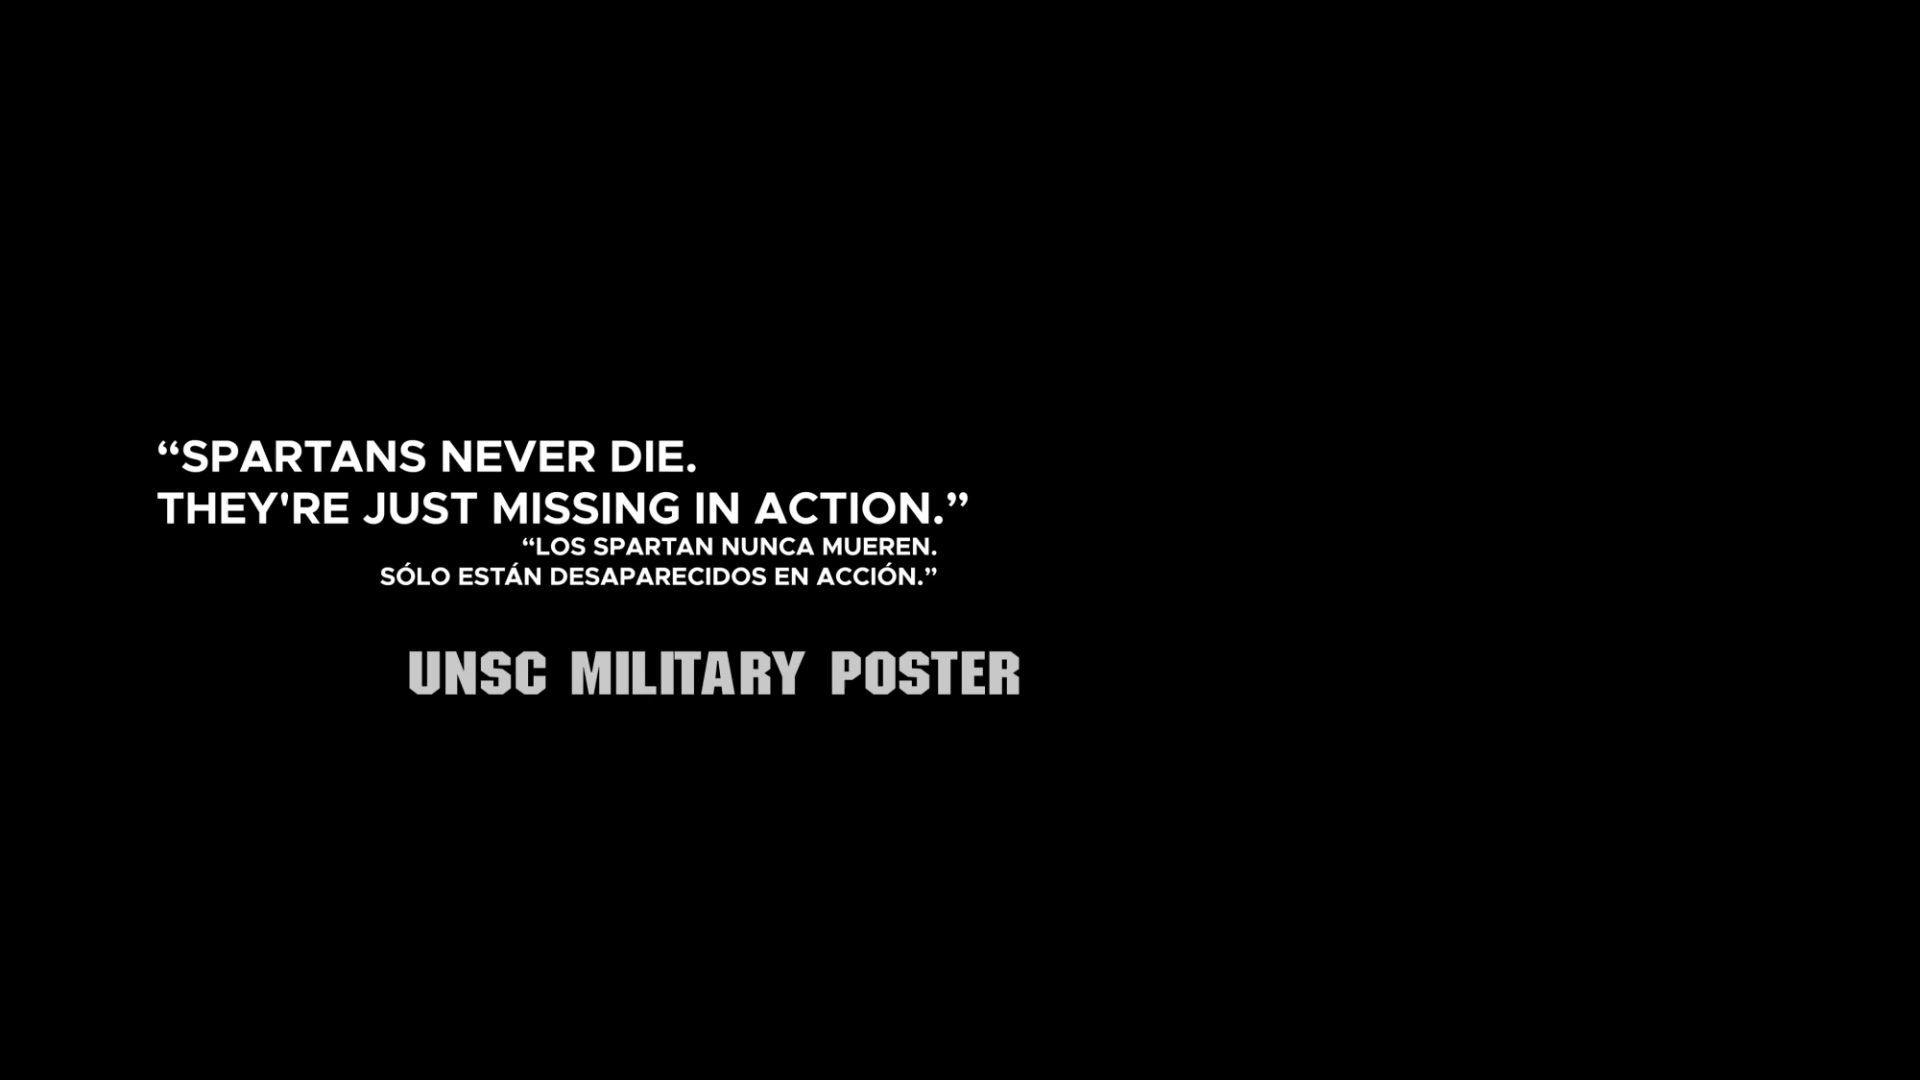 “SPARTANS NEVER DIE.
THEY'RE JUST MISSING IN ACTION.”
“LOS SPARTAN NUNCA MUEREN.
SÓLO ESTÁN DESAPARECIDOS EN ACCIÓN.”
UNSC MILITARY POSTER